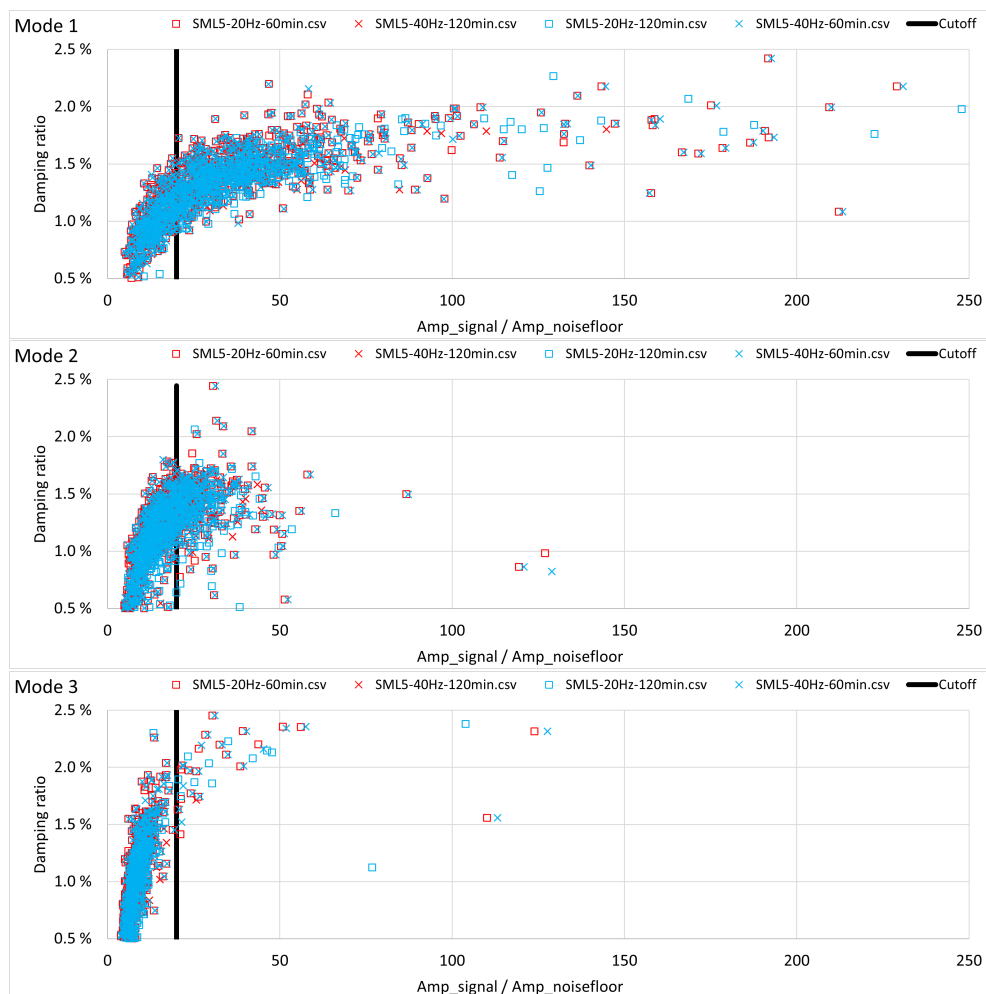 Mode 1
SML5-20Hz-60min.csv SML5-40Hz-120min.csv SML5-20Hz-120min.csv SML5-40Hz-60min.csv Cutoff
2.5 %
2.0 %
1.5 %
1.0 %
0.5 %
Damping ratio
0 50 100 150 200 250
Amp_signal / Amp_noisefloor
Mode 2
SML5-20Hz-60min.csv SML5-40Hz-120min.csv SML5-20Hz-120min.csv SML5-40Hz-60min.csv Cutoff
2.5 %
2.0 %
1.5 %
1.0 %
0.5 %
Damping ratio
0 50 100 150 200 250
Amp_signal / Amp_noisefloor
Mode 3
SML5-20Hz-60min.csv SML5-40Hz-120min.csv SML5-20Hz-120min.csv SML5-40Hz-60min.csv Cutoff
2.5 %
2.0 %
1.5 %
1.0 %
0.5 %
Damping ratio
0 50 100 150 200 250
Amp_signal / Amp_noisefloor